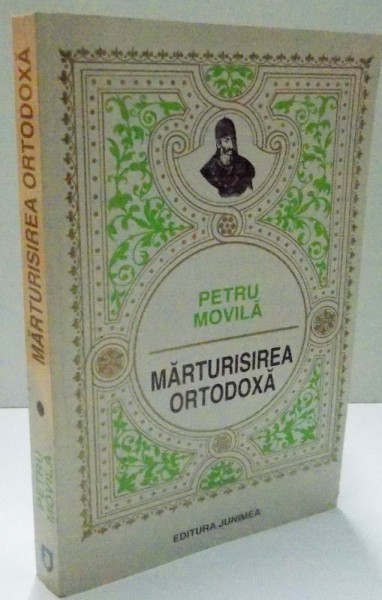 PETRU
MOVILĂ
MĂRTURISIREA
ORTODOXĂ
EDITURA JUNIMEA
PETRU
MOVILĂ
MĂRTURISIREA ORTODOXĂ